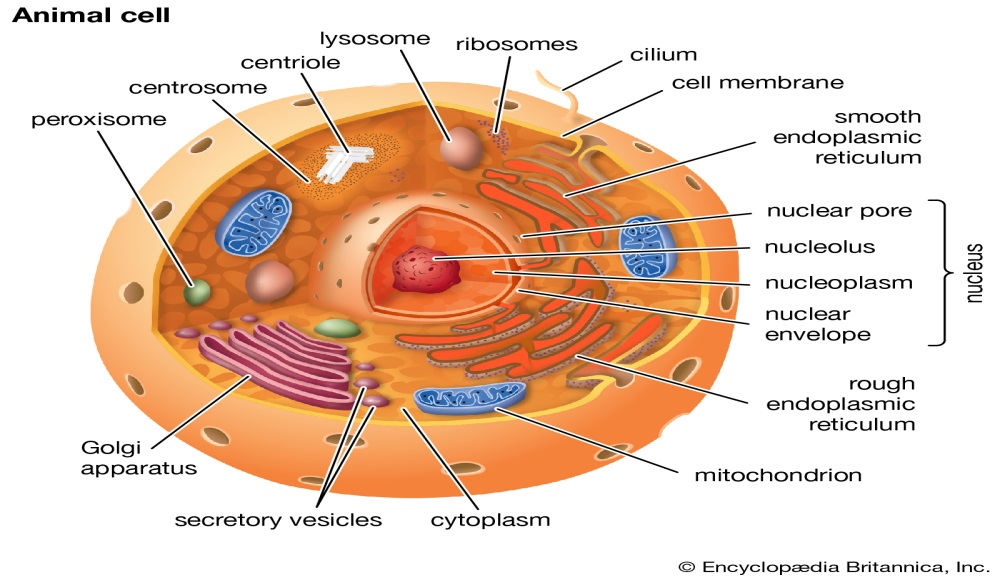 Animal cell
lysosome
ribosomes
centriole
cilium
centrosome
cell membrane
peroxisome
smooth
endoplasmic
reticulum
nuclear pore
nucleolus
nucleoplasm
nuclear
envelope
nucleus
rough
endoplasmic
reticulum
Golgi
apparatus
mitochondrion
secretory vesicles
cytoplasm
© Encyclopædia Britannica, Inc.